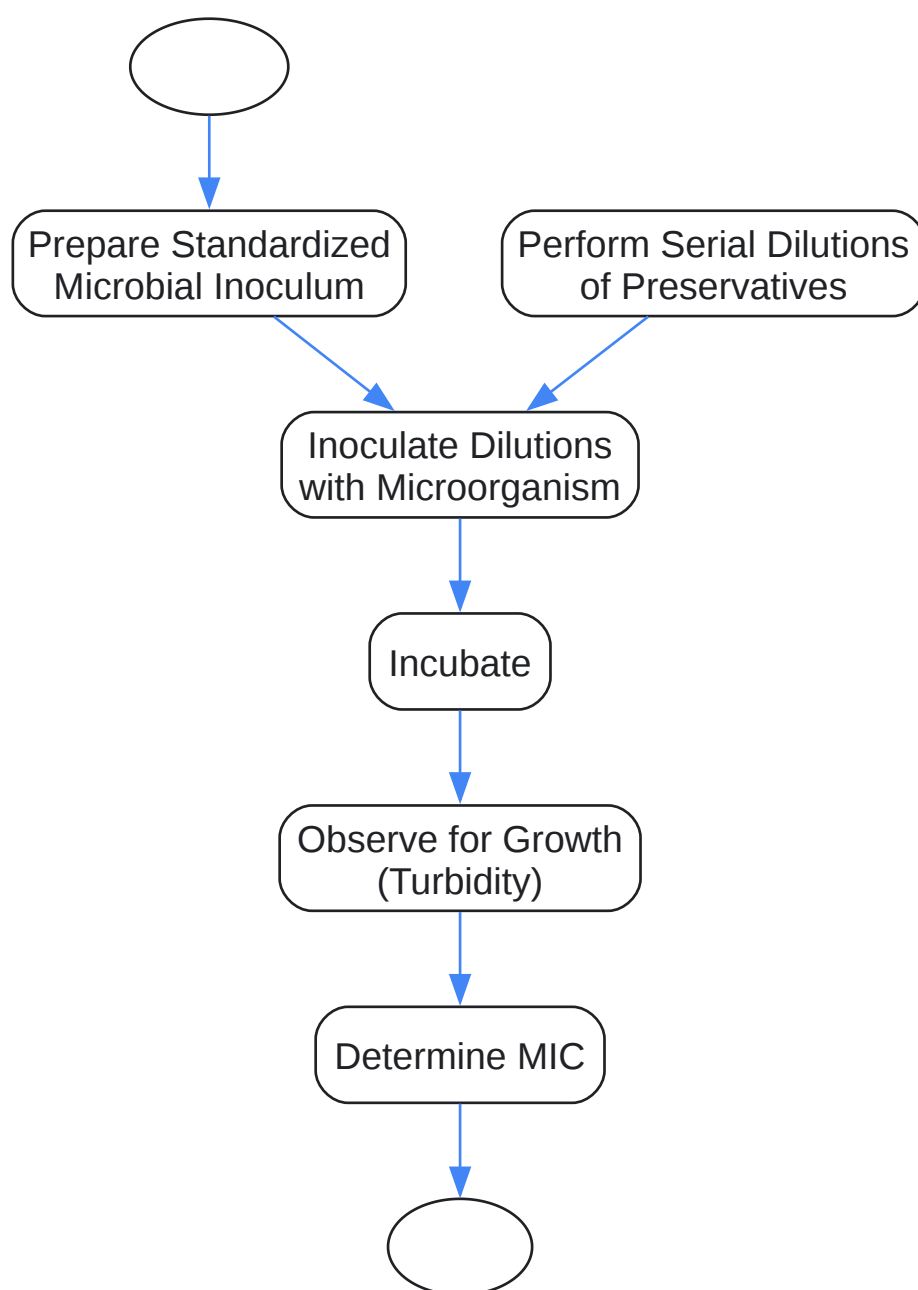 Prepare Standardized
Microbial Inoculum
Perform Serial Dilutions
of Preservatives
Inoculate Dilutions
with Microorganism
Incubate
Observe for Growth
(Turbidity)
Determine MIC